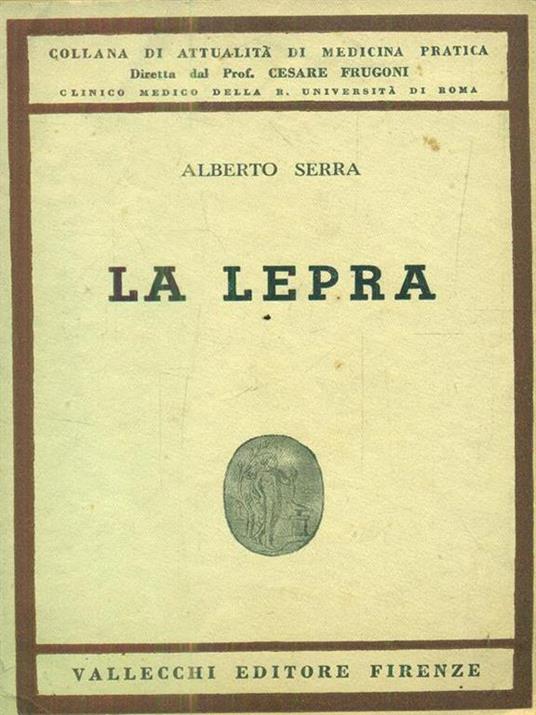 COLLANA DI ATTUALITÀ DI MEDICINA PRATICA
Diretta dal Prof. CESARE FRUGONI
CLINICO MEDICO DELLA R. UNIVERSITÀ DI ROMA
ALBERTO SERRA
LA LEPRA
VALLECCHI EDITORE FIRENZE